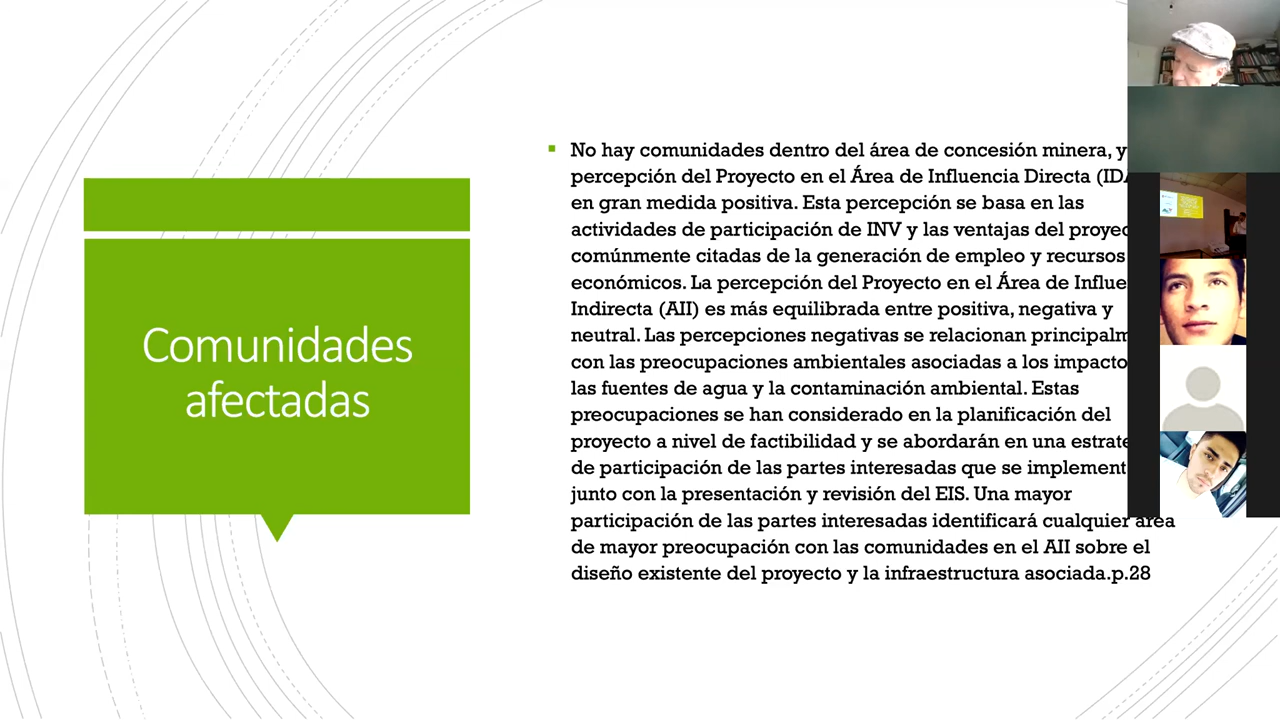 Comunidades
afectadas
No hay comunidades dentro del área de concesión minera, y
percepción del Proyecto en el Área de Influencia Directa
en gran medida positiva. Esta percepción se basa en las
actividades de participación de INV y las ventajas del
comúnmente citadas de la generación de empleo y recursos
económicos. La percepción del Proyecto en el Área de
Indirecta (AII) es más equilibrada entre positiva, negativa y
neutral. Las percepciones negativas se relacionan
con las preocupaciones ambientales asociadas a los
las fuentes de agua y la contaminación ambiental. Estas
preocupaciones se han considerado en la planificación del
proyecto a nivel de factibilidad y se abordarán en una
de participación de las partes interesadas que se
junto con la presentación y revisión del EIS. Una mayor
participación de las partes interesadas identificará cualquier área
de mayor preocupación con las comunidades en el AII sobre el
diseño existente del proyecto y la infraestructura asociada.p.28